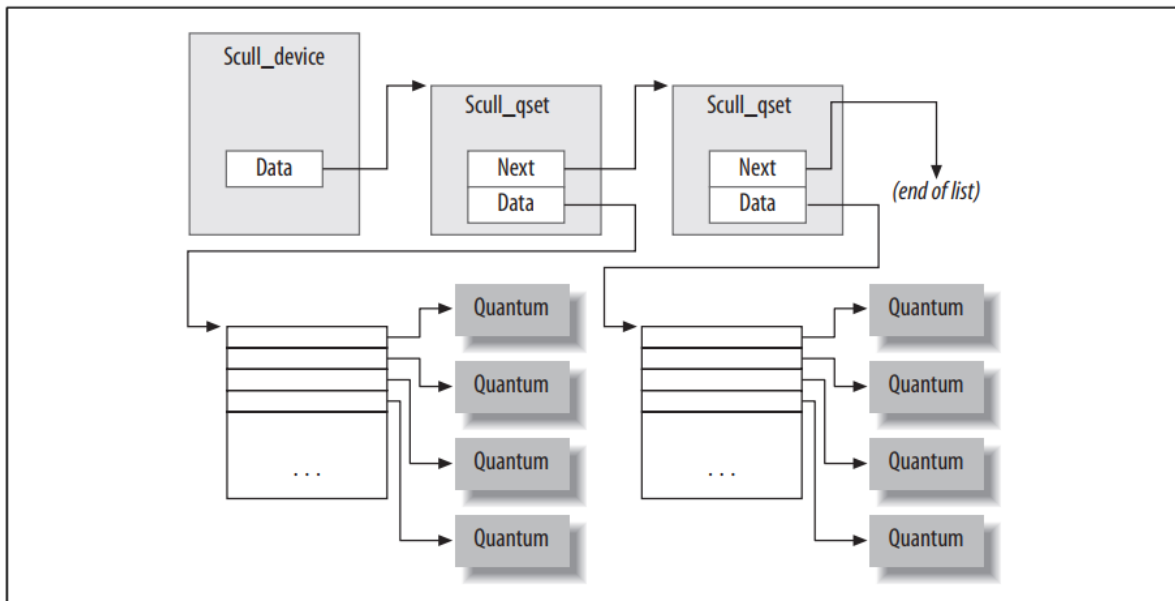 Scull_device
Scull_qset
Scull_qset
Data
Next
Next
Data
Data
(end of list)
Quantum
Quantum
Quantum
Quantum
Quantum
Quantum
. . .
. . .
Quantum
Quantum